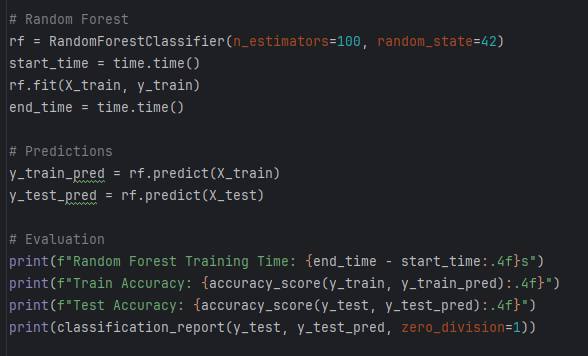 # Random Forest
rf = RandomForestClassifier(n_estimators=100, random_state=42)
start_time = time.time()
rf.fit(X_train, y_train)
end_time = time.time()
# Predictions
y_train_pred = rf.predict(X_train)
y_test_pred = rf.predict(X_test)
# Evaluation
print(f"Random Forest Training Time: {end_time - start_time:.4f}s")
print(f"Train Accuracy: {accuracy_score(y_train, y_train_pred):.4f}")
print(f"Test Accuracy: {accuracy_score(y_test, y_test_pred):.4f}")
print(classification_report(y_test, y_test_pred, zero_division=1))